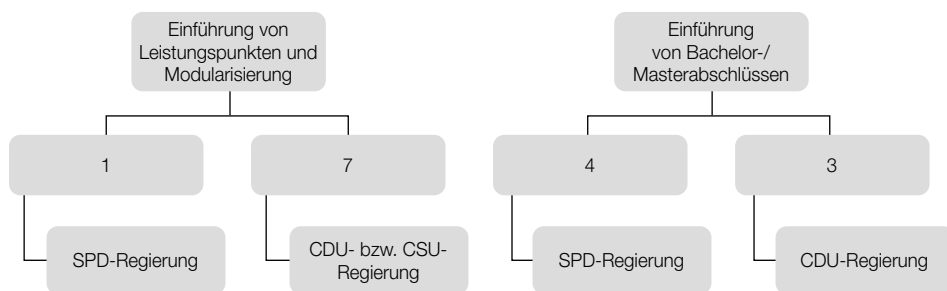 Einführung von
Leistungspunkten und
Modularisierung
1
7
SPD-Regierung
CDU- bzw. CSU-
Regierung
Einführung
von Bachelor-/
Masterabschlüssen
4
3
SPD-Regierung
CDU-Regierung